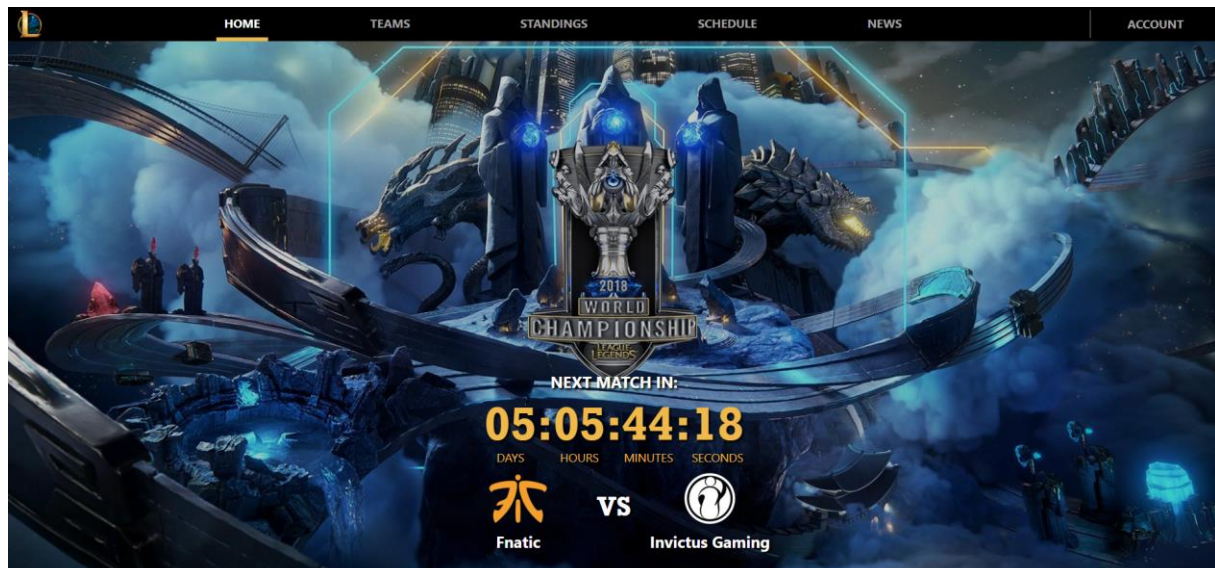 HOME TEAMS STANDINGS SCHEDULE NEWS ACCOUNT
2018
WORLD
CHAMPIONSHIP
LEAGUE
LEGENDS
NEXT MATCH IN:
05:05:44:18
DAYS HOURS MINUTES SECONDS
VS
Fnatic Invictus Gaming